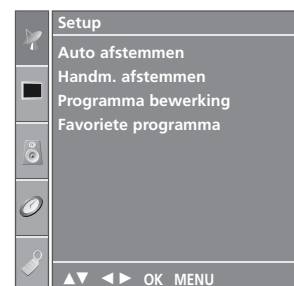 Setup
Auto afstemmen
Handm. afstemmen
Programma bewerking
Favoriete programma
▲▼ ◄► OK MENU